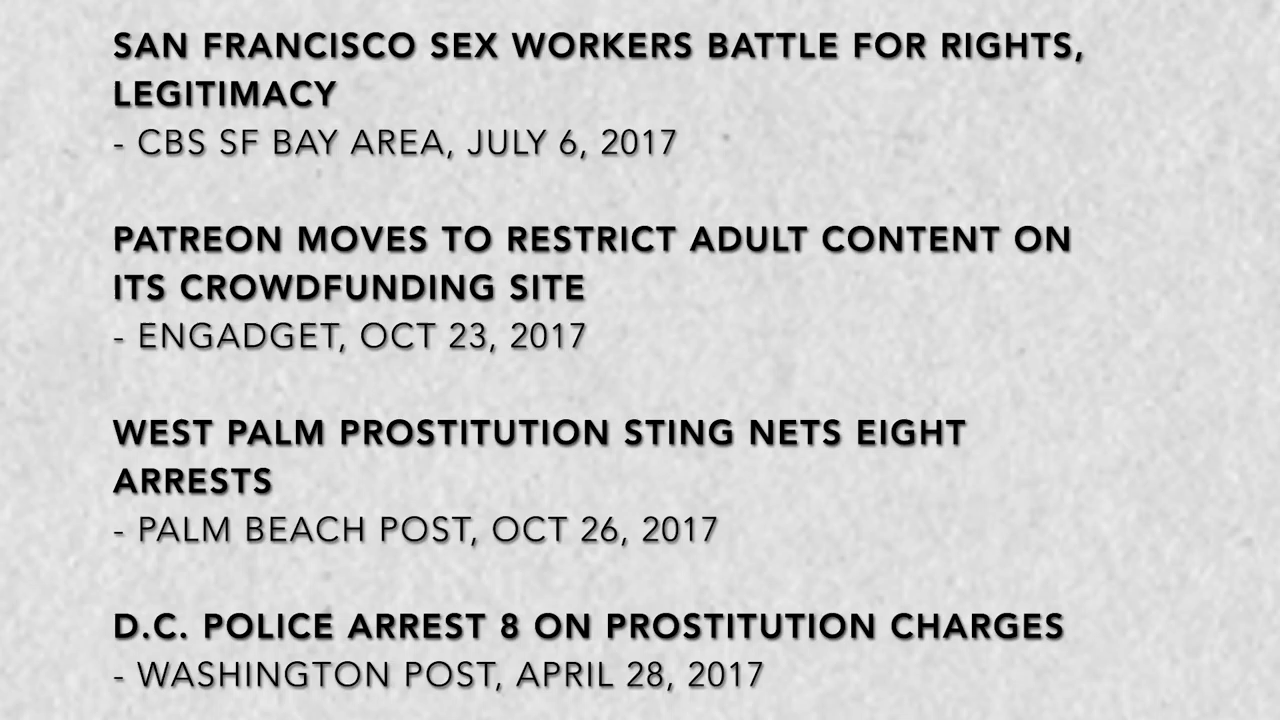 SAN FRANCISCO SEX WORKERS BATTLE FOR RIGHTS,
LEGITIMACY
- CBS SF BAY AREA, JULY 6, 2017
PATREON MOVES TO RESTRICT ADULT CONTENT ON
ITS CROWDFUNDING SITE
- ENGADGET, OCT 23, 2017
WEST PALM PROSTITUTION STING NETS EIGHT
ARRESTS
- PALM BEACH POST, OCT 26, 2017
D.C. POLICE ARREST 8 ON PROSTITUTION CHARGES
- WASHINGTON POST, APRIL 28, 2017